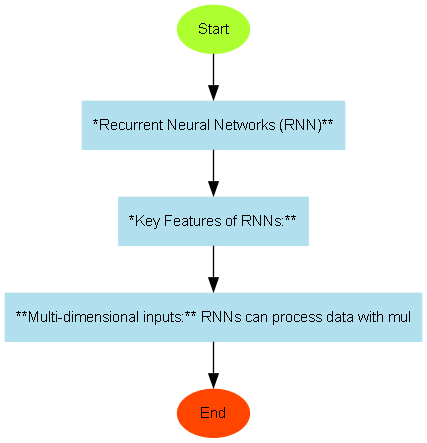 Start
*Recurrent Neural Networks (RNN)**
*Key Features of RNNs:**
**Multi-dimensional inputs:** RNNs can process data with mul
End